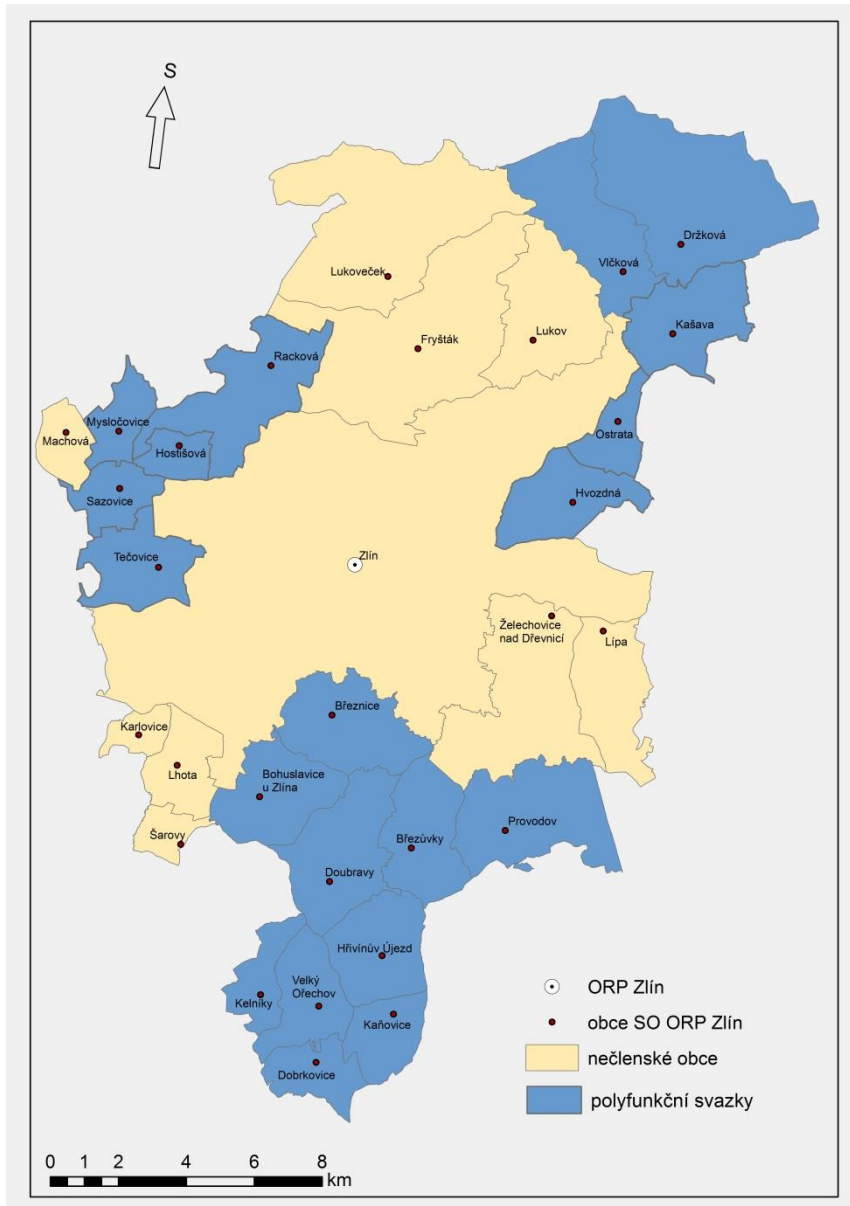 S
Držková
Vlčková
Lukoveček
Kašava
Lukov
Fryšták
Racková
Mysločovice
Machová
Hostišová
Ostrata
Sazovice
Hvozdná
Tečovice
Zlín
Želechovice
nad Dřevnicí
Lípa
Březnice
Karlovice
Lhota
Bohuslavice
u Zlína
Provodov
Šarovy
Březůvky
Doubravy
Hřivínův Újezd
Velký
Ořechov
Kelníky
Kaňovice
Dobrkovice
ORP Zlín
obce SO ORP Zlín
nečlenské obce
polyfunkční svazky
0 1 2 4 6 8
km